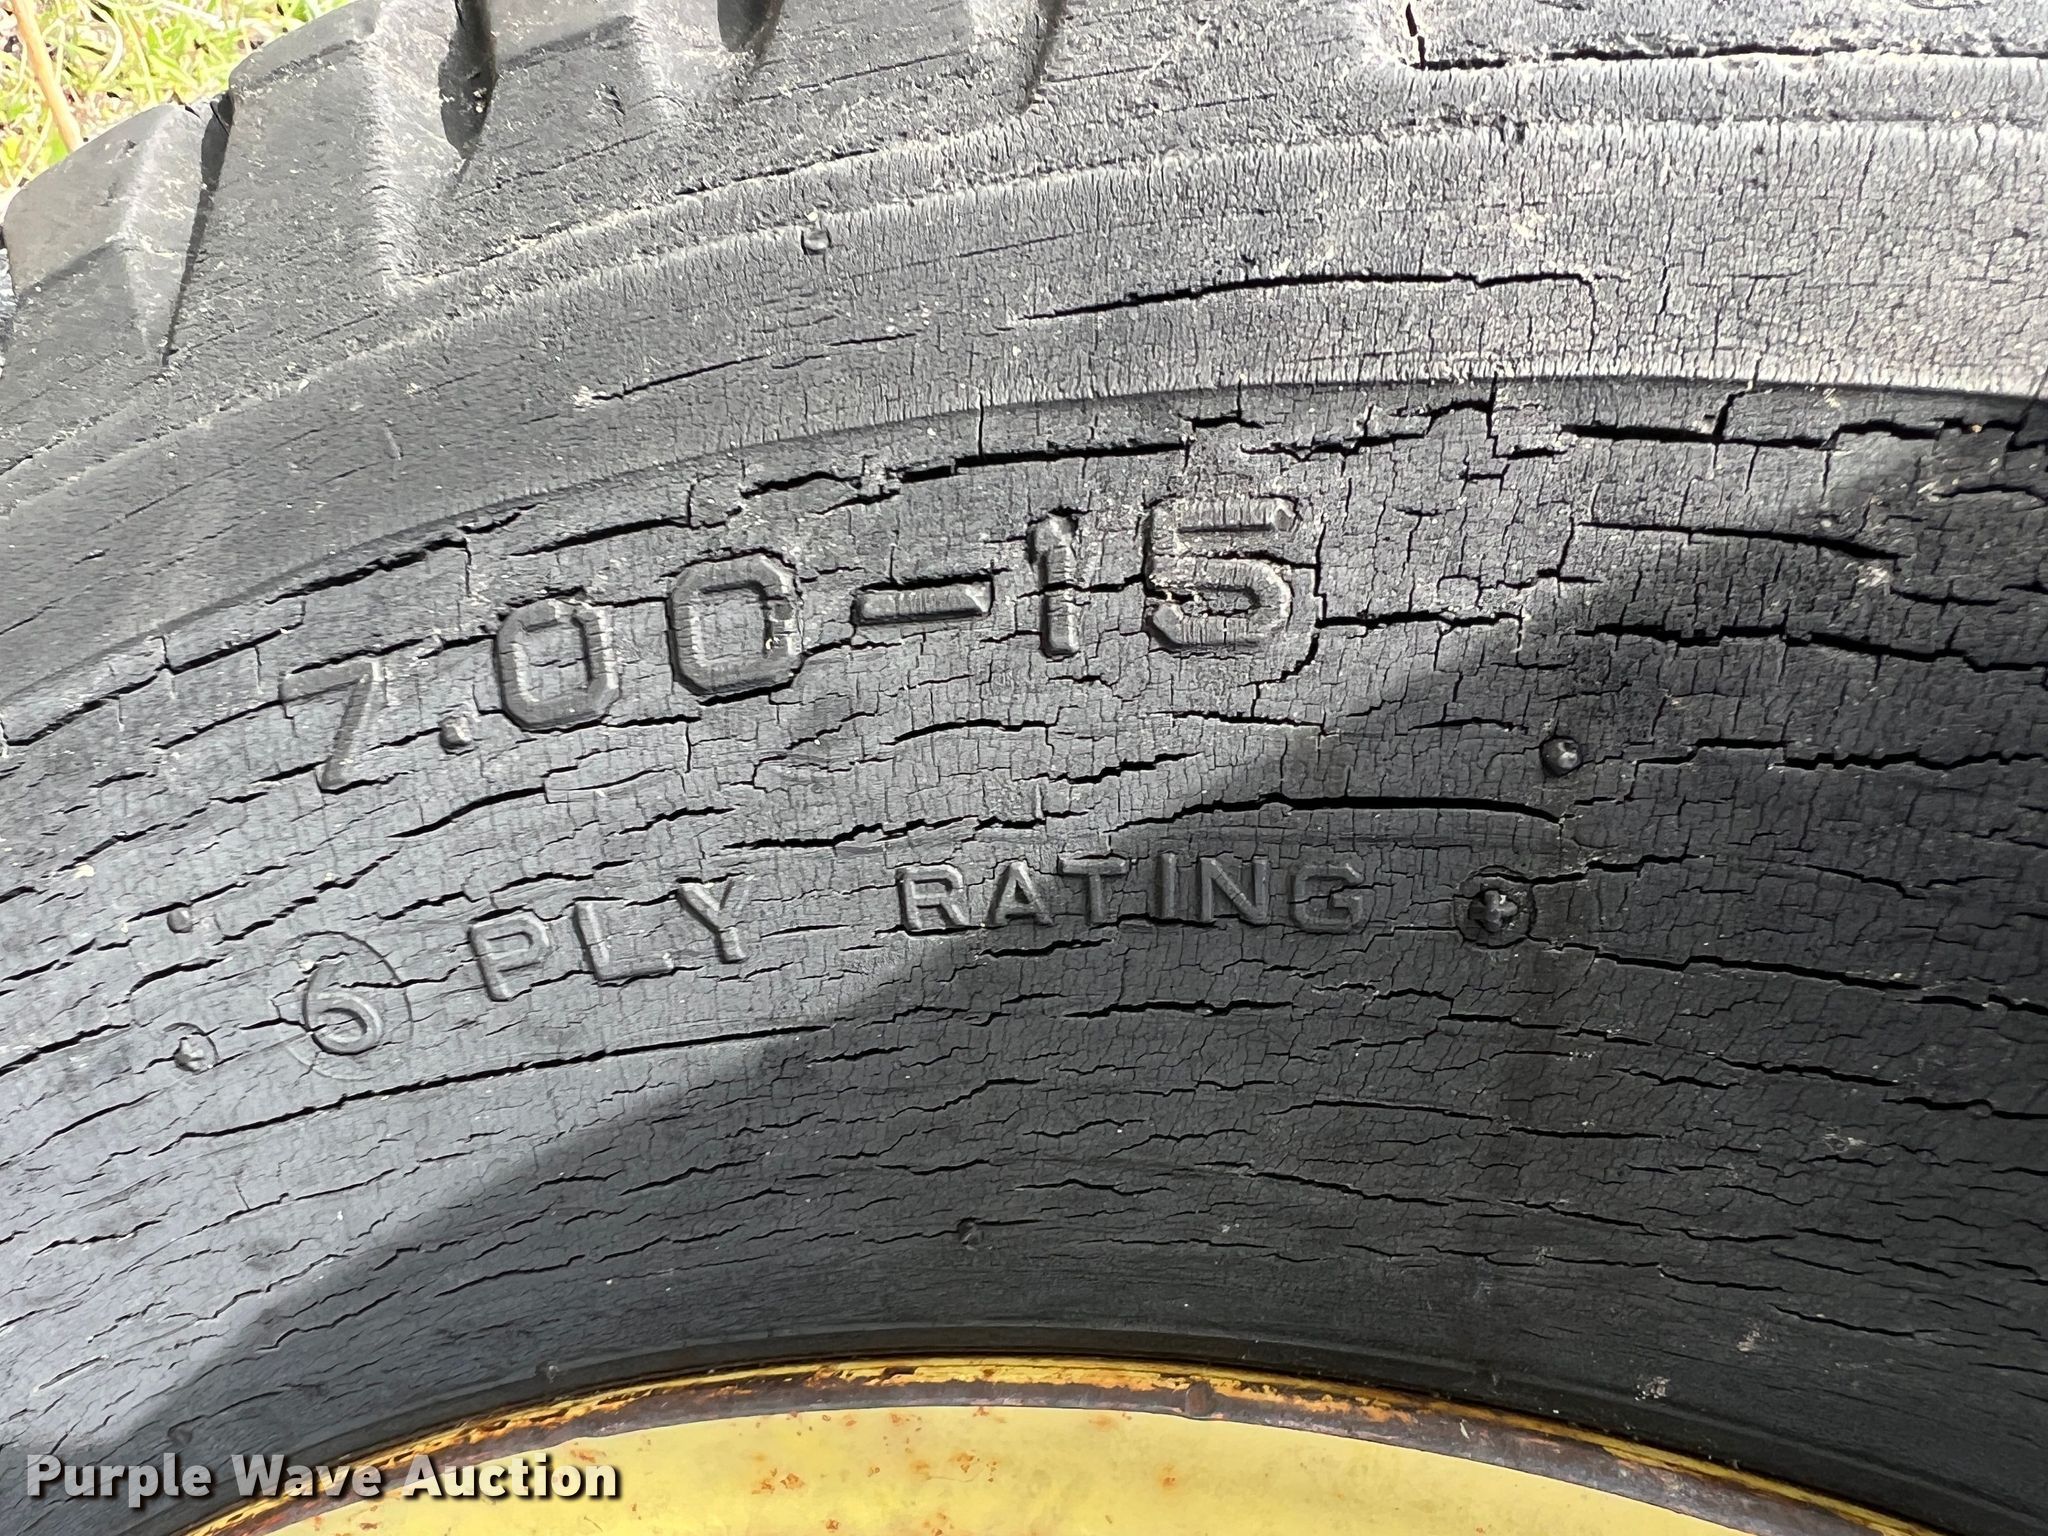 7.00-15
6 PLY RATING
Purple Wave Auction